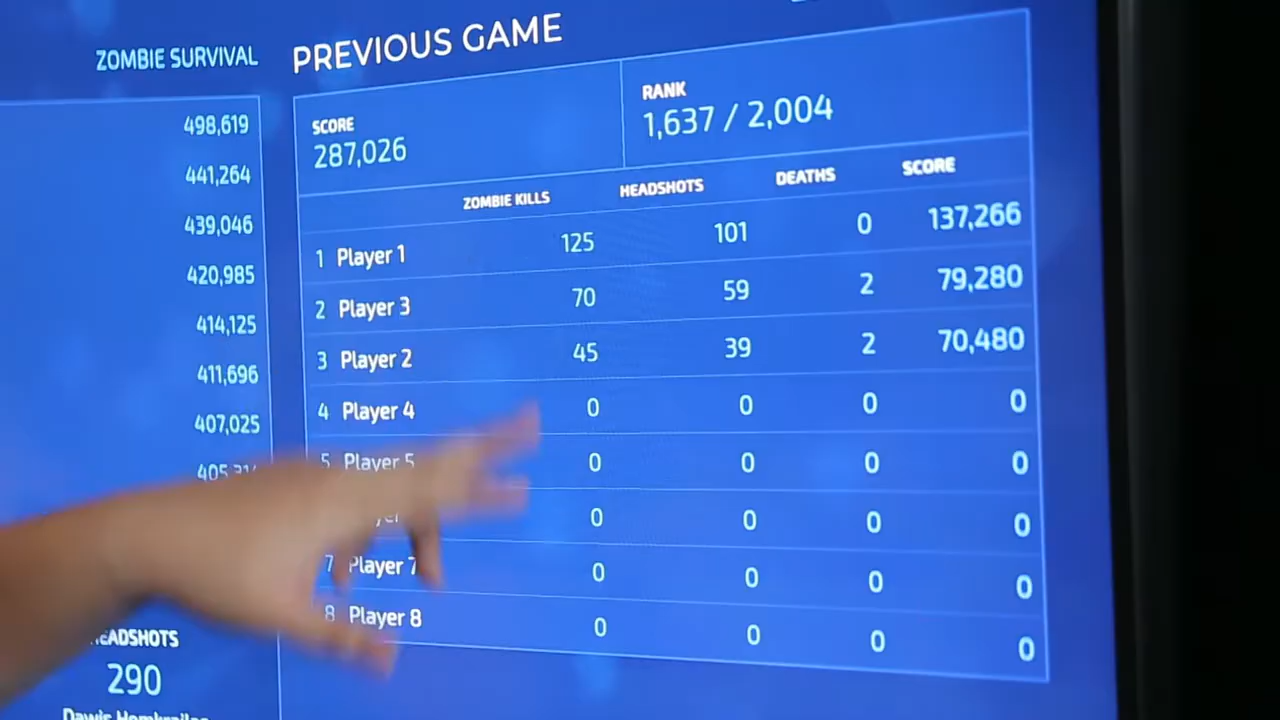 ZOMBIE SURVIVAL
498,619
441,264
439,046
420,985
414,125
411,696
407,025
HEADSHOTS
290
PREVIOUS GAME
SCORE
287,026
RANK
1,637 / 2,004
ZOMBIE KILLS HEADSHOTS DEATHS SCORE
1 Player 1 125 101 0 137,266
2 Player 3 70 59 2 79,280
3 Player 2 45 39 2 70,480
4 Player 4 0 0 0 0
5 Player 5 0 0 0 0
0 0 0 0
7 Player 7 0 0 0 0
8 Player 8 0 0 0 0